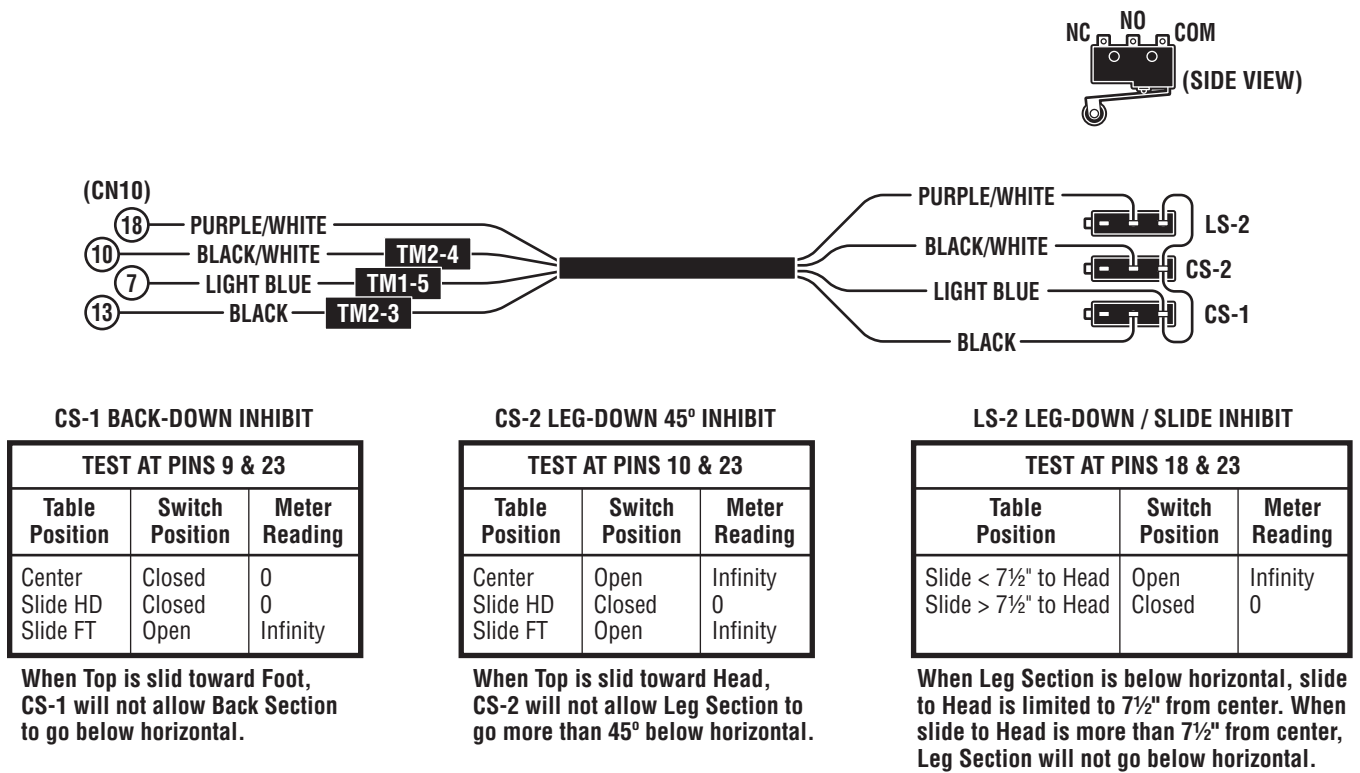 NC NO COM
(SIDE VIEW)
(CN10)
18 PURPLE/WHITE
10 BLACK/WHITE TM2-4
7 LIGHT BLUE TM1-5
13 BLACK TM2-3
PURPLE/WHITE LS-2
BLACK/WHITE CS-2
LIGHT BLUE CS-1
BLACK
CS-1 BACK-DOWN INHIBIT
TEST AT PINS 9 & 23
Table Position Switch Position Meter Reading
Center Closed 0
Slide HD Closed 0
Slide FT Open Infinity
When Top is slid toward Foot,
CS-1 will not allow Back Section
to go below horizontal.
CS-2 LEG-DOWN 45º INHIBIT
TEST AT PINS 10 & 23
Table Position Switch Position Meter Reading
Center Open Infinity
Slide HD Closed 0
Slide FT Open Infinity
When Top is slid toward Head,
CS-2 will not allow Leg Section to
go more than 45º below horizontal.
LS-2 LEG-DOWN / SLIDE INHIBIT
TEST AT PINS 18 & 23
Table Position Switch Position Meter Reading
Slide < 7½" to Head Open Infinity
Slide > 7½" to Head Closed 0
When Leg Section is below horizontal, slide
to Head is limited to 7½" from center. When
slide to Head is more than 7½" from center,
Leg Section will not go below horizontal.